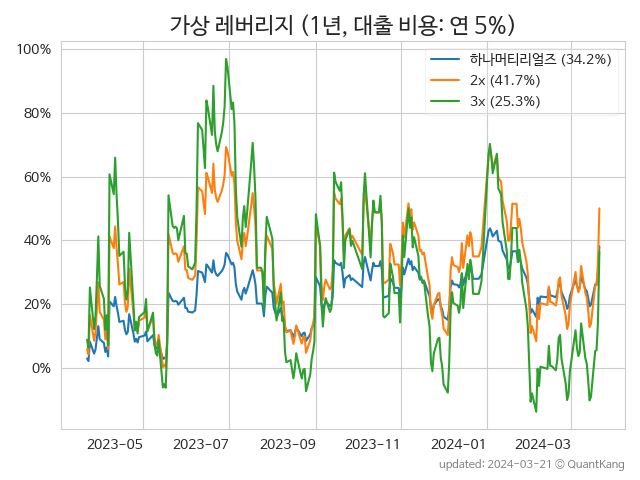 가상 레버리지 (1년, 대출 비용: 연 5%)
100%
80%
60%
40%
20%
0%
하나머티리얼즈 (34.2%)
2x (41.7%)
3x (25.3%)
2023-05
2023-07
2023-09
2023-11
2024-01
2024-03
updated: 2024-03-21 © QuantKang